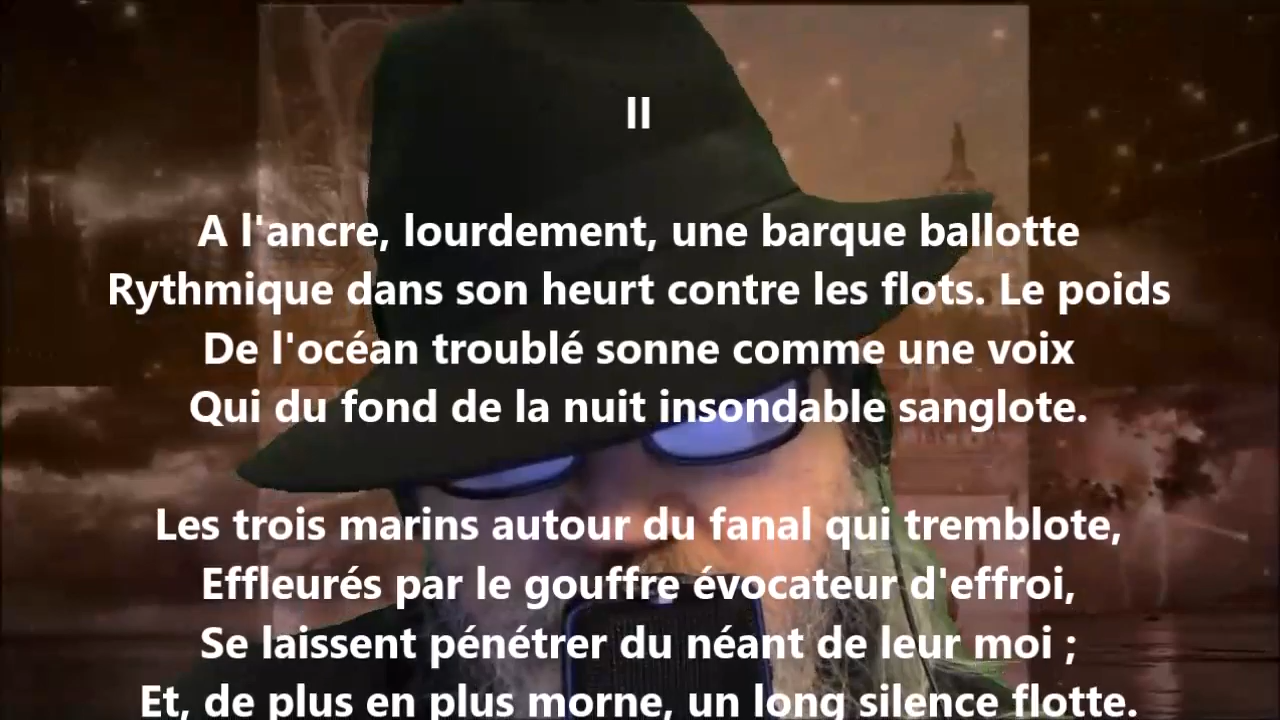 II
A l'ancre, lourdement, une barque ballotte
Rythmique dans son heurt contre les flots. Le poids
De l'océan troublé sonne comme une voix
Qui du fond de la nuit insondable sanglote.
Les trois marins autour du fanal qui tremblote,
Effleurés par le gouffre évocateur d'effroi,
Se laissent pénétrer du néant de leur moi ;
Et, de plus en plus morne, un long silence flotte.